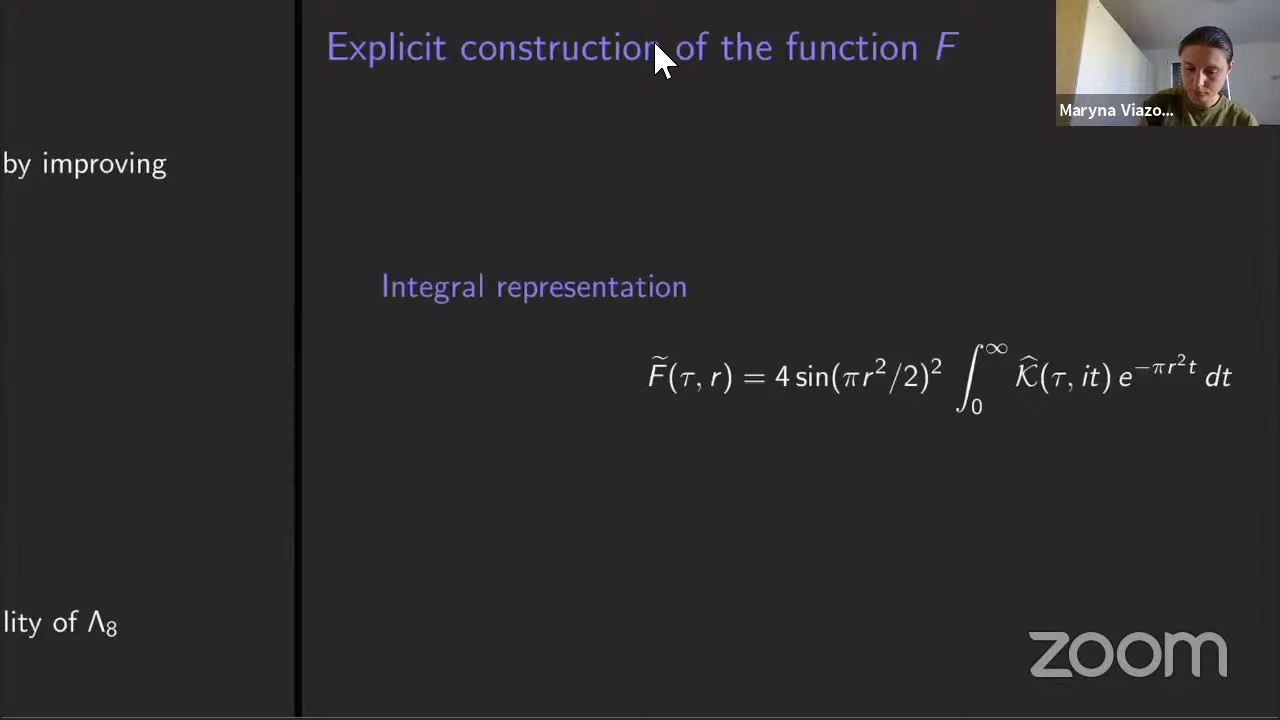 Explicit construction of the function F
Maryna Viazo...
by improving
Integral representation
F̃(τ, r) = 4 sin(πr²/2)² ∫₀^∞ 𝒦̂(τ, it) e^{−πr²t} dt
lity of Λ₈
zoom